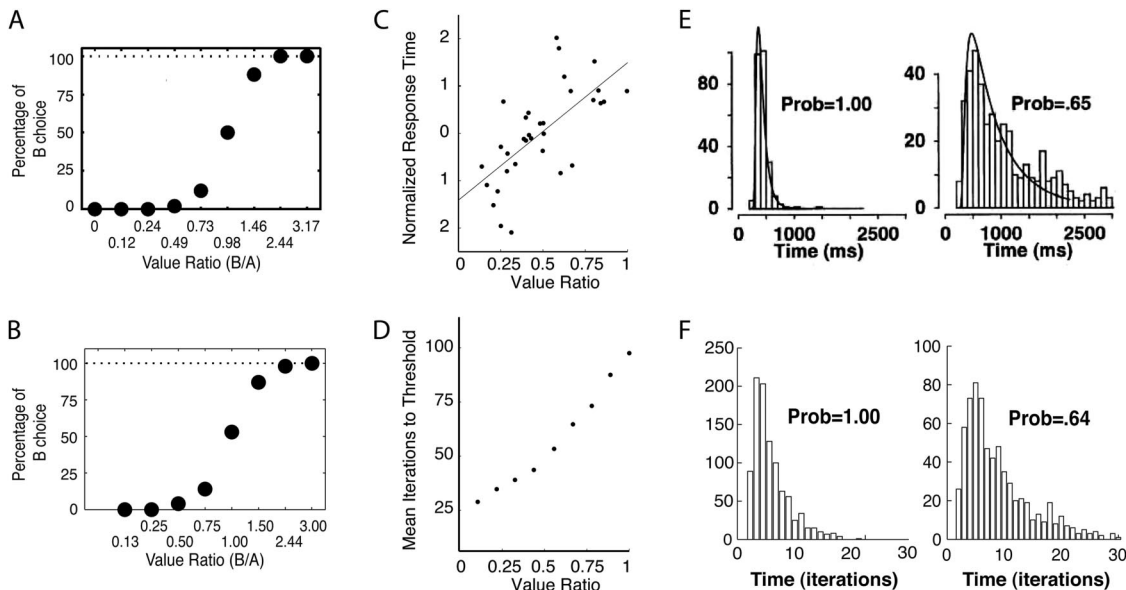 A
100
75
50
25
0
Percentage of
B choice
0 0.24 0.73 1.46 3.17
0.12 0.49 0.98 2.44
Value Ratio (B/A)
B
100
75
50
25
0
Percentage of
B choice
0.25 0.75 1.50 3.00
0.13 0.50 1.00 2.44
Value Ratio (B/A)
C
2
1
0
1
2
Normalized Response Time
0 0.25 0.5 0.75 1
Value Ratio
D
100
75
50
25
Mean Iterations to Threshold
0 0.25 0.5 0.75 1
Value Ratio
E
80
40
0
Prob=1.00
0 1000 2500
Time (ms)
40
20
0
Prob=.65
0 1000 2500
Time (ms)
F
250
200
150
100
50
0
Prob=1.00
0 10 20 30
Time (iterations)
100
80
60
40
20
0
Prob=.64
0 10 20 30
Time (iterations)